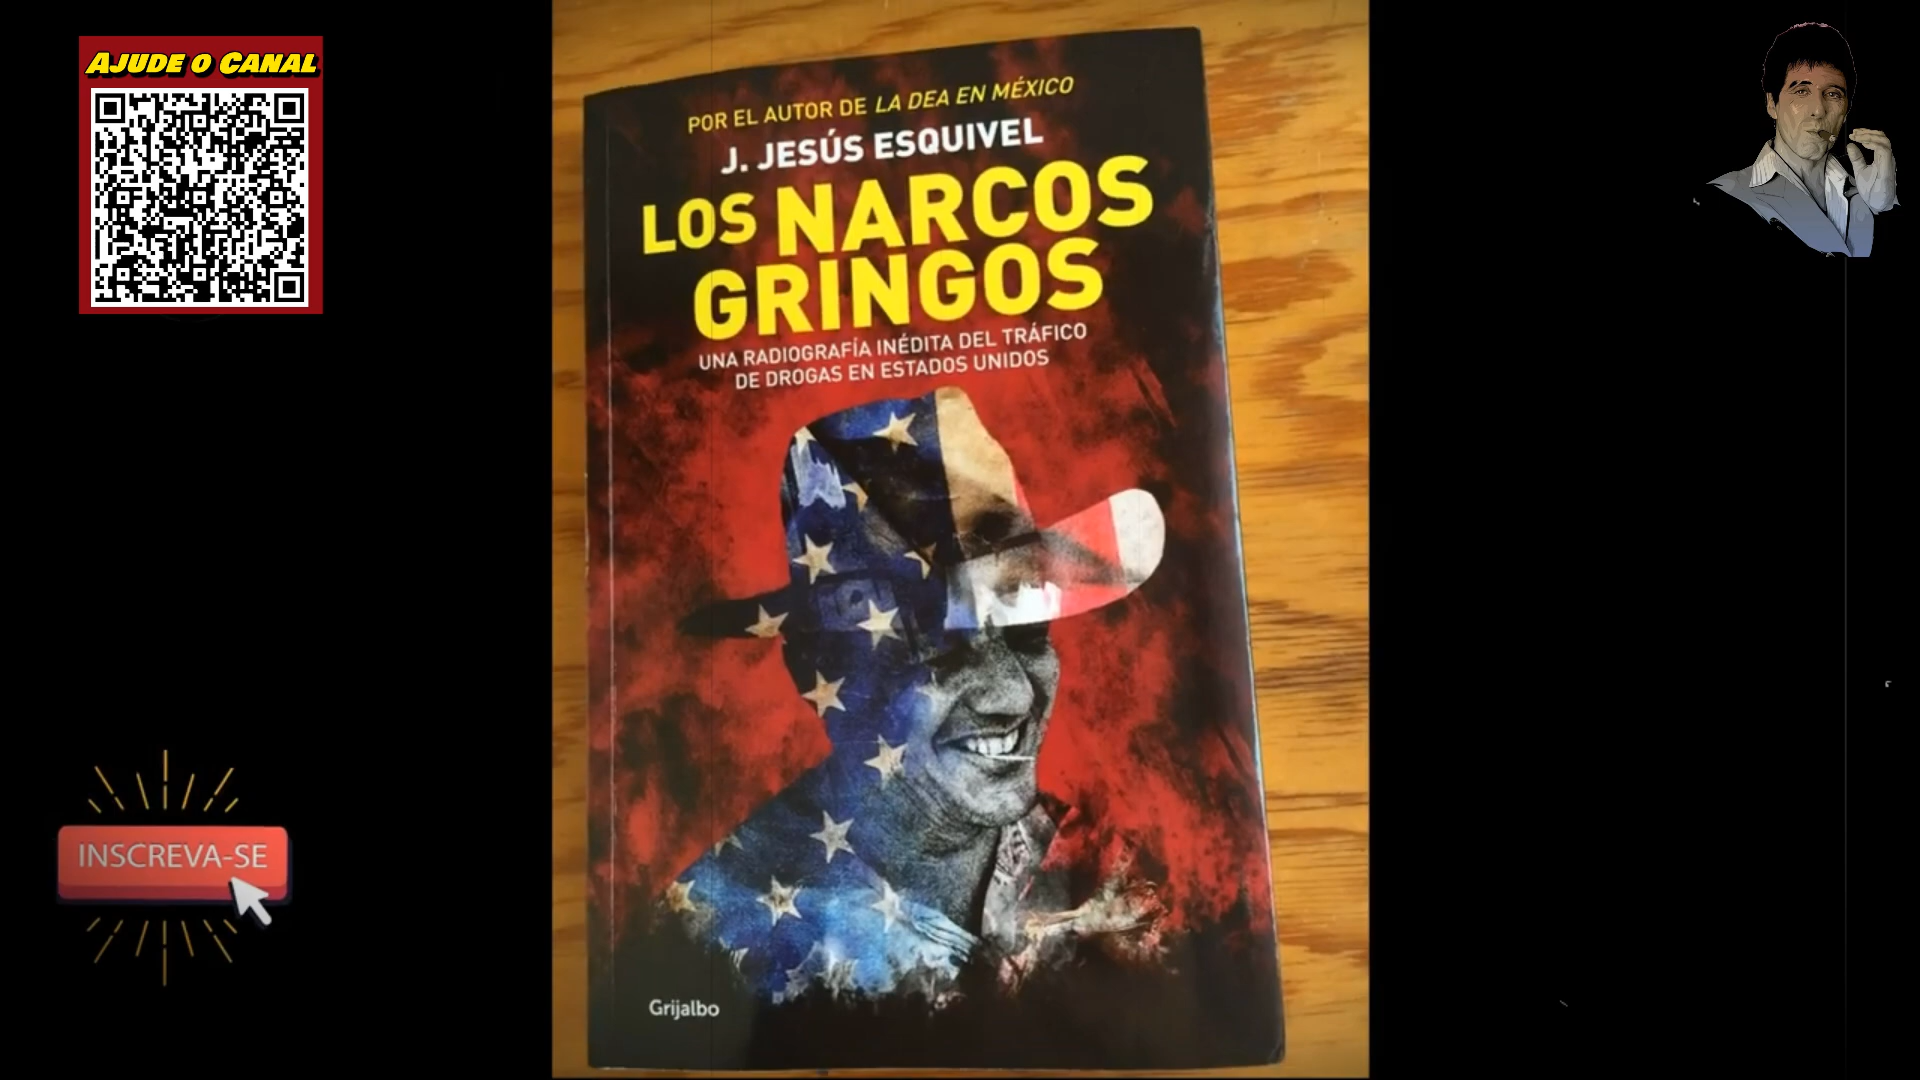 AJUDE O CANAL
POR EL AUTOR DE LA DEA EN MÉXICO
J. JESÚS ESQUIVEL
LOS NARCOS
GRINGOS
UNA RADIOGRAFÍA INÉDITA DEL TRÁFICO
DE DROGAS EN ESTADOS UNIDOS
INSCREVA-SE
Grijalbo